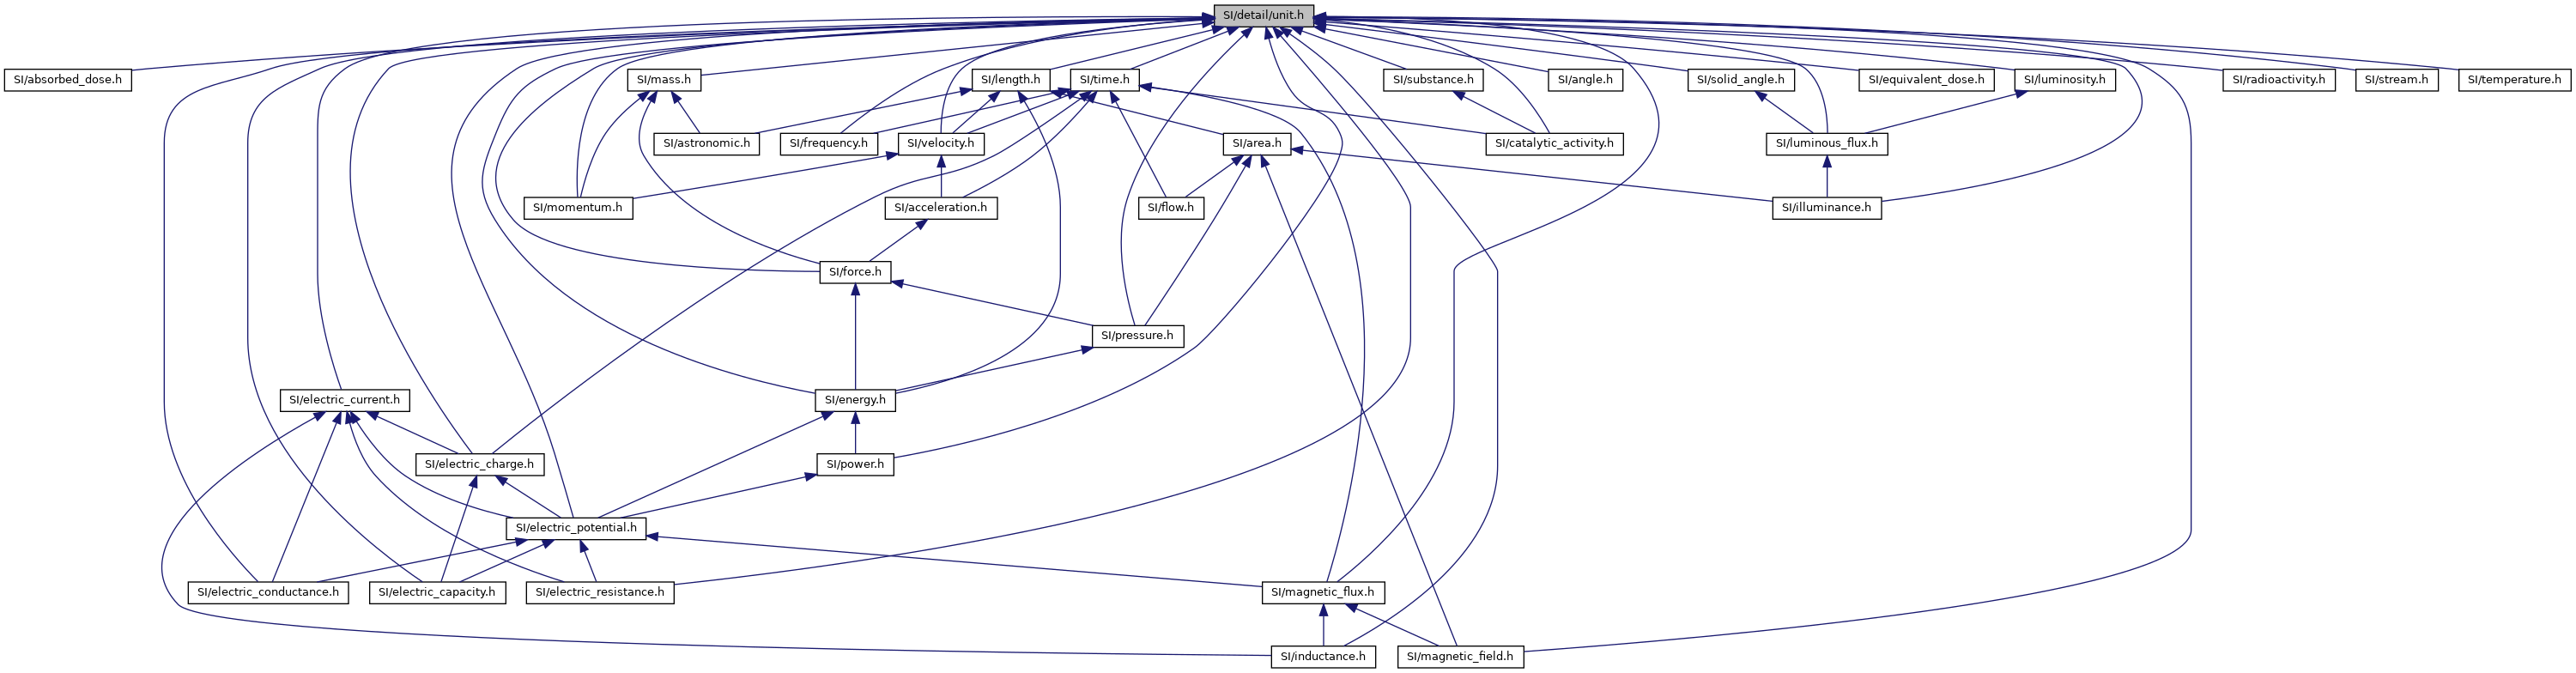 SI/detail/unit.h
SI/absorbed_dose.h
SI/mass.h
SI/length.h
SI/time.h
SI/substance.h
SI/angle.h
SI/solid_angle.h
SI/equivalent_dose.h
SI/luminosity.h
SI/radioactivity.h
SI/stream.h
SI/temperature.h
SI/astronomic.h
SI/frequency.h
SI/velocity.h
SI/area.h
SI/catalytic_activity.h
SI/luminous_flux.h
SI/momentum.h
SI/acceleration.h
SI/flow.h
SI/illuminance.h
SI/force.h
SI/pressure.h
SI/electric_current.h
SI/energy.h
SI/electric_charge.h
SI/power.h
SI/electric_potential.h
SI/electric_conductance.h
SI/electric_capacity.h
SI/electric_resistance.h
SI/magnetic_flux.h
SI/inductance.h
SI/magnetic_field.h